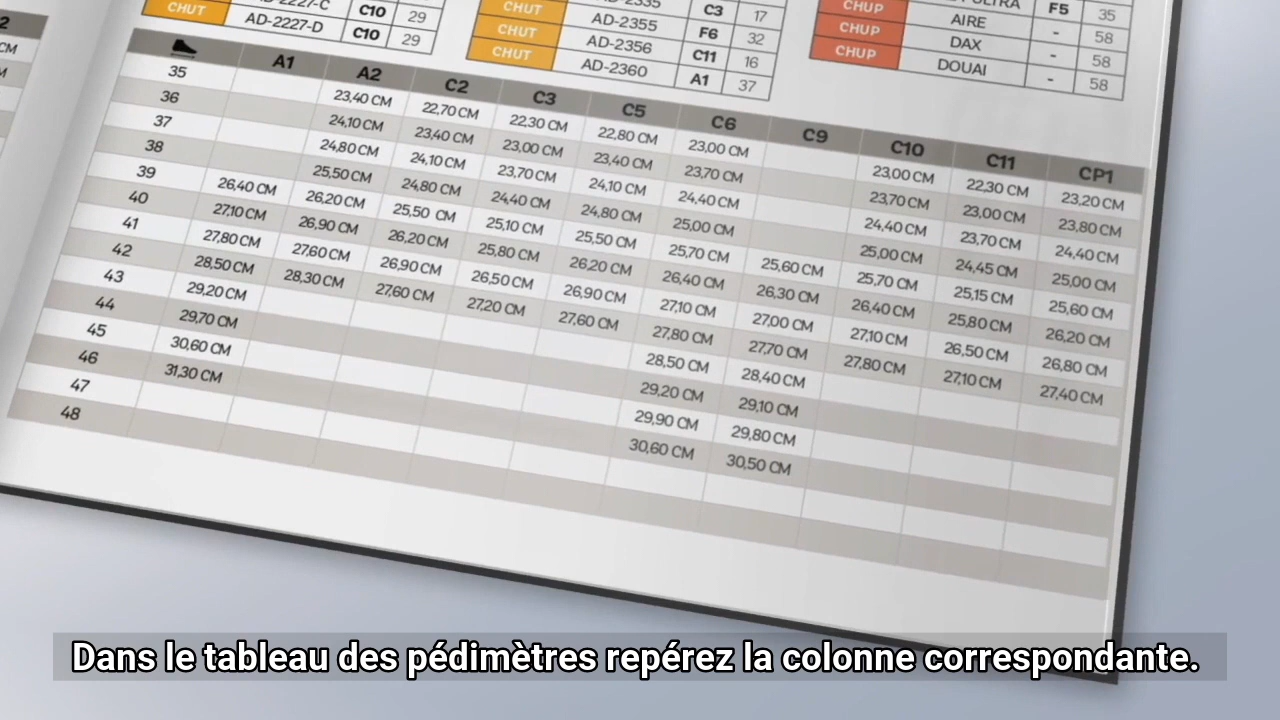 C10 29
CHUT AD-2227-D C10 29
CHUT C3 17
CHUT AD-2355 F6 32
CHUT AD-2356 C11 16
AD-2360 A1 37
CHUP F5 35
CHUP AIRE - 58
CHUP DAX - 58
DOUAI - 58
A1 A2 C2 C3 C5 C6 C9 C10 C11 CP1
35 23,40 CM 22,70 CM 22,30 CM 22,80 CM 23,00 CM 23,00 CM 22,30 CM 23,20 CM
36 24,10 CM 23,40 CM 23,00 CM 23,40 CM 23,70 CM 23,70 CM 23,00 CM 23,80 CM
37 24,80 CM 24,10 CM 23,70 CM 24,10 CM 24,40 CM 24,40 CM 23,70 CM 24,40 CM
38 25,50 CM 24,80 CM 24,40 CM 24,80 CM 25,00 CM 25,00 CM 24,45 CM 25,00 CM
39 26,40 CM 26,20 CM 25,50 CM 25,10 CM 25,50 CM 25,70 CM 25,60 CM 25,70 CM 25,15 CM 25,60 CM
40 27,10 CM 26,90 CM 26,20 CM 25,80 CM 26,20 CM 26,40 CM 26,30 CM 26,40 CM 25,80 CM 26,20 CM
41 27,80 CM 27,60 CM 26,90 CM 26,50 CM 26,90 CM 27,10 CM 27,00 CM 27,10 CM 26,50 CM 26,80 CM
42 28,50 CM 28,30 CM 27,60 CM 27,20 CM 27,60 CM 27,80 CM 27,70 CM 27,80 CM 27,10 CM 27,40 CM
43 29,20 CM 28,50 CM 28,40 CM
44 29,70 CM 29,20 CM 29,10 CM
45 30,60 CM 29,90 CM 29,80 CM
46 31,30 CM 30,60 CM 30,50 CM
47
48
Dans le tableau des pédimètres repérez la colonne correspondante.